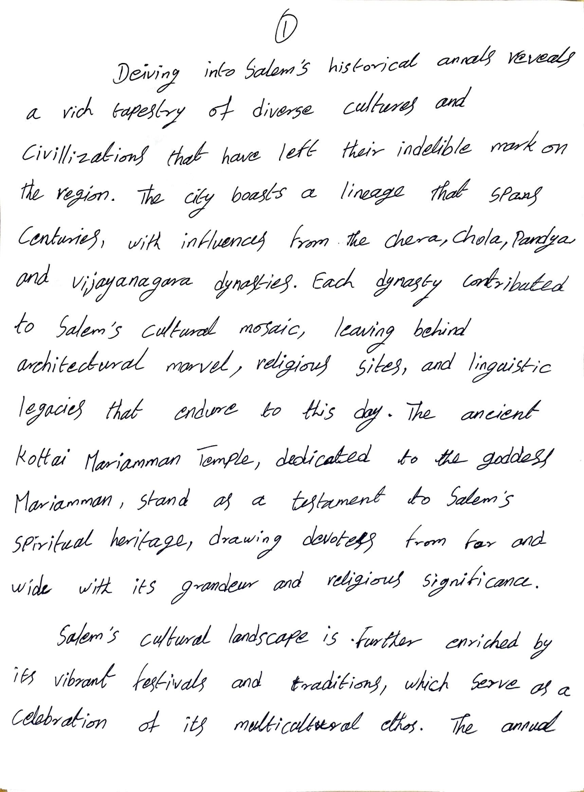 1
Deiving into Salem's historical annals reveals
a rich tapestry of diverse cultures and
Civillizations that have left their indelible mark on
the region. The city boasts a lineage that spans
Centuries, with influences from the chera, Chola, Pandya
and vijayanagara dynasties. Each dynasty contributed
to Salem's cultural mosaic, leaving behind
architectural marvel, religious sites, and linguistic
legacies that endure to this day. The ancient
Kottai Mariamman Temple, dedicated to the goddess
Mariamman, stand as a testament to Salem's
spiritual heritage, drawing devotees from far and
wide with its grandeur and religious significance.
Salem's cultural landscape is further enriched by
its vibrant festivals and traditions, which serve as a
Celebration of its multicultural ethos. The annual